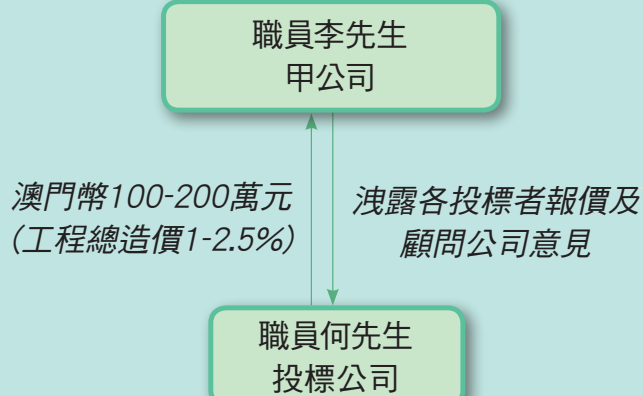 職員李先生
甲公司
澳門幣100-200萬元
(工程總造價1-2.5%)
洩露各投標者報價及
顧問公司意見
職員何先生
投標公司